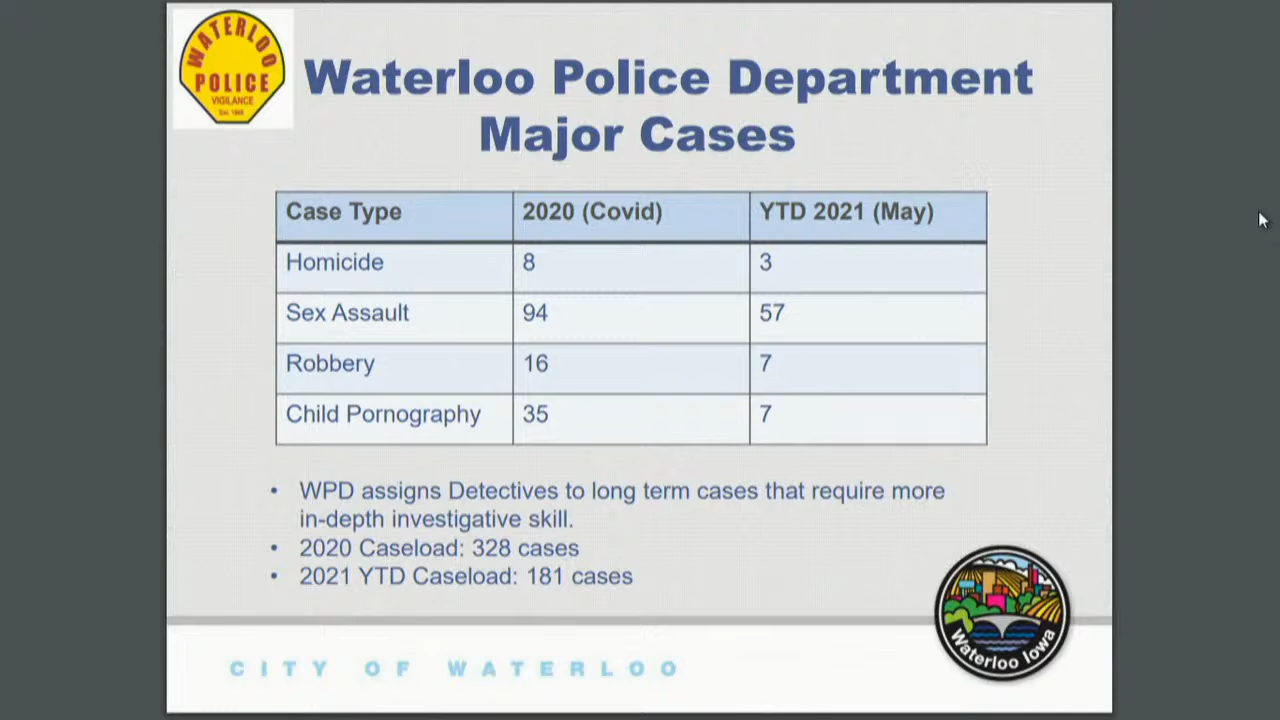 WATERLOO
POLICE
VIGILANCE
Est. 1868
Waterloo Police Department
Major Cases
Case Type 2020 (Covid) YTD 2021 (May)
Homicide 8 3
Sex Assault 94 57
Robbery 16 7
Child Pornography 35 7
• WPD assigns Detectives to long term cases that require more
in-depth investigative skill.
• 2020 Caseload: 328 cases
• 2021 YTD Caseload: 181 cases
CITY OF WATERLOO
Waterloo Iowa